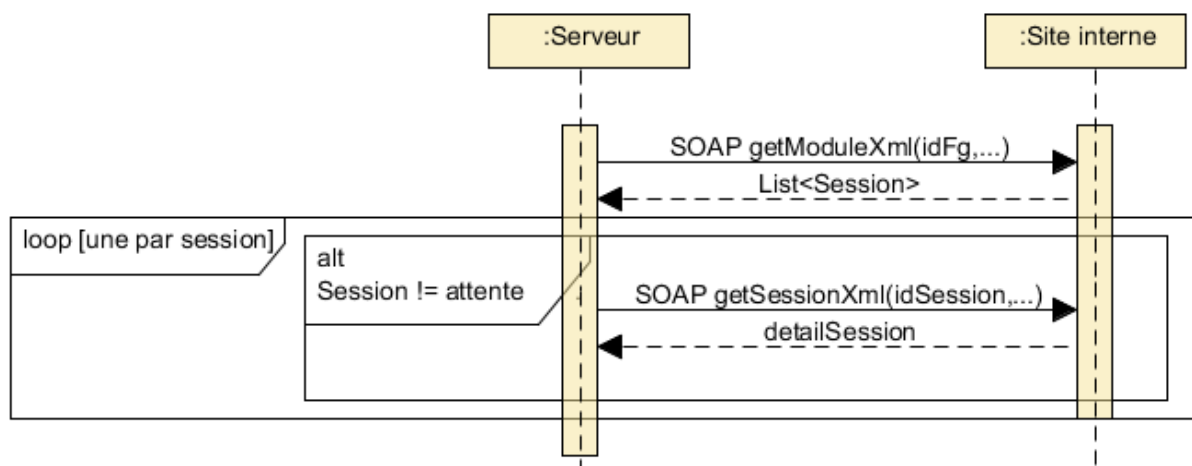 :Serveur
:Site interne
SOAP getModuleXml(idFg,...)
List<Session>
loop [une par session]
alt
Session != attente
SOAP getSessionXml(idSession,...)
detailSession